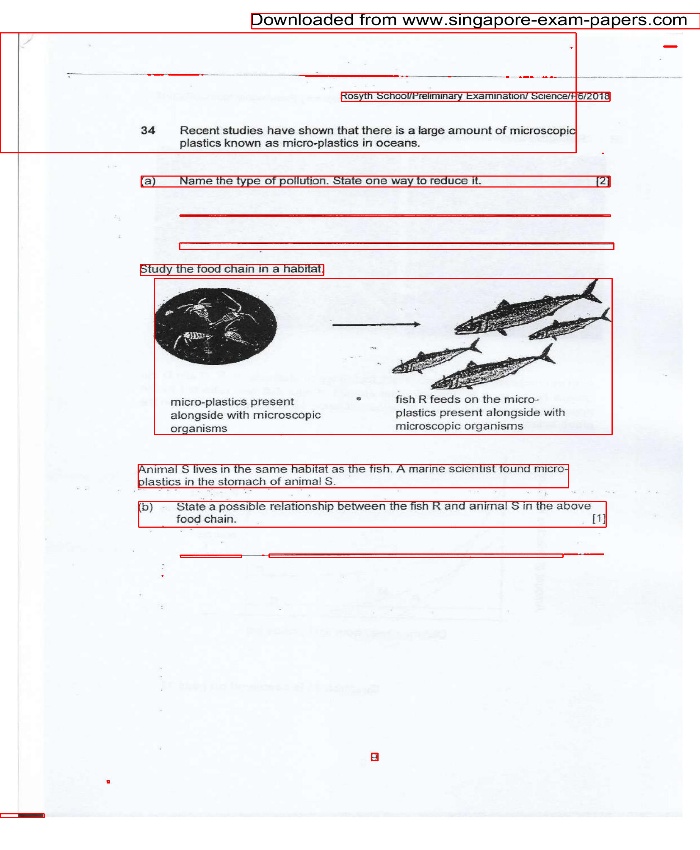 Downloaded from www.singapore-exam-papers.com
Rosyth School/Preliminary Examination/ Science/P6/2018
34 Recent studies have shown that there is a large amount of microscopic
plastics known as micro-plastics in oceans.
(a) Name the type of pollution. State one way to reduce it. [2]
Study the food chain in a habitat.
micro-plastics present
alongside with microscopic
organisms
fish R feeds on the micro-
plastics present alongside with
microscopic organisms
Animal S lives in the same habitat as the fish. A marine scientist found micro-
plastics in the stomach of animal S.
(b) State a possible relationship between the fish R and animal S in the above
food chain. [1]